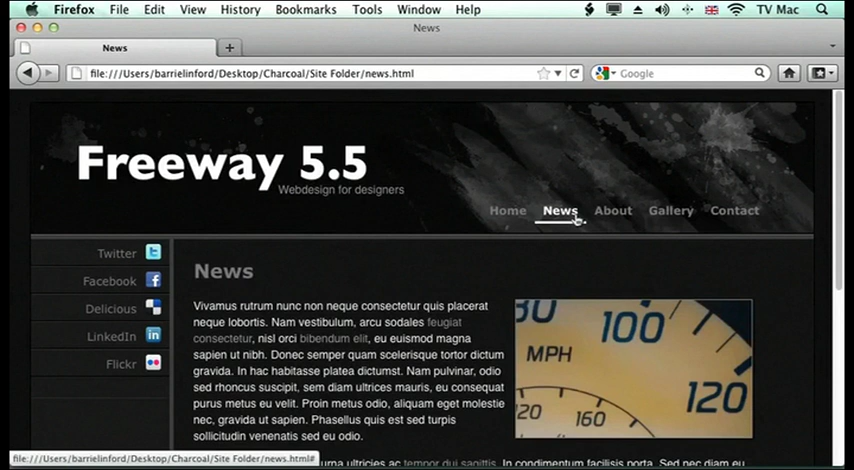 Firefox File Edit View History Bookmarks Tools Window Help TV Mac
News
News
file:///Users/barrielinford/Desktop/Charcoal/Site Folder/news.html Google
Freeway 5.5
Webdesign for designers
Home News About Gallery Contact
Twitter
Facebook
Delicious
LinkedIn
Flickr
News
Vivamus rutrum nunc non neque consectetur quis placerat
neque lobortis. Nam vestibulum, arcu sodales feugiat
consectetur, nisl orci bibendum elit, eu euismod magna
sapien ut nibh. Donec semper quam scelerisque tortor dictum
gravida. In hac habitasse platea dictumst. Nam pulvinar, odio
sed rhoncus suscipit, sem diam ultrices mauris, eu consequat
purus metus eu velit. Proin metus odio, aliquam eget molestie
nec, gravida ut sapien. Phasellus quis est sed turpis
sollicitudin venenatis sed eu odio.
80 100
MPH
120
120 160
ultricies ac tempor dui sagittis. In condimentum facilisis porta. Sed nec diam eu
file:///Users/barrielinford/Desktop/Charcoal/Site Folder/news.html#